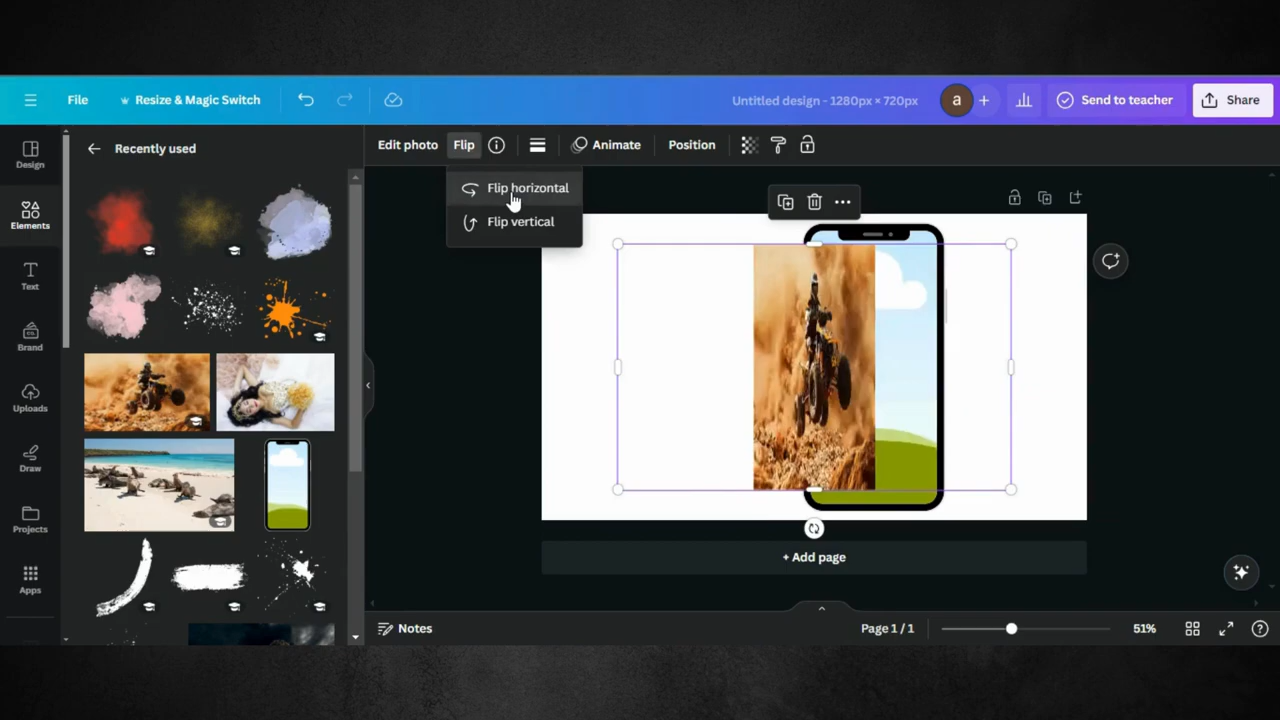 File
Resize & Magic Switch
Untitled design - 1280px × 720px
a
Send to teacher
Share
Design
Elements
Text
Brand
Uploads
Draw
Projects
Apps
Recently used
Edit photo
Flip
Animate
Position
Flip horizontal
Flip vertical
+ Add page
Notes
Page 1 / 1
51%